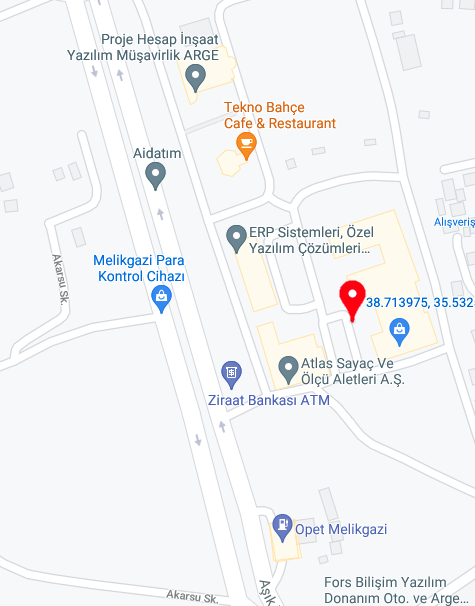 Proje Hesap İnşaat
Yazılım Müşavirlik ARGE
Tekno Bahçe
Cafe & Restaurant
Aidatım
Alışveriş
ERP Sistemleri, Özel
Yazılım Çözümleri...
Akarsu Sk.
Melikgazi Para
Kontrol Cihazı
38.713975, 35.532
Atlas Sayaç Ve
Ölçü Aletleri A.Ş.
Ziraat Bankası ATM
Opet Melikgazi
Fors Bilişim Yazılım
Donanım Oto. ve Arge...
Akarsu Sk.
Aşık